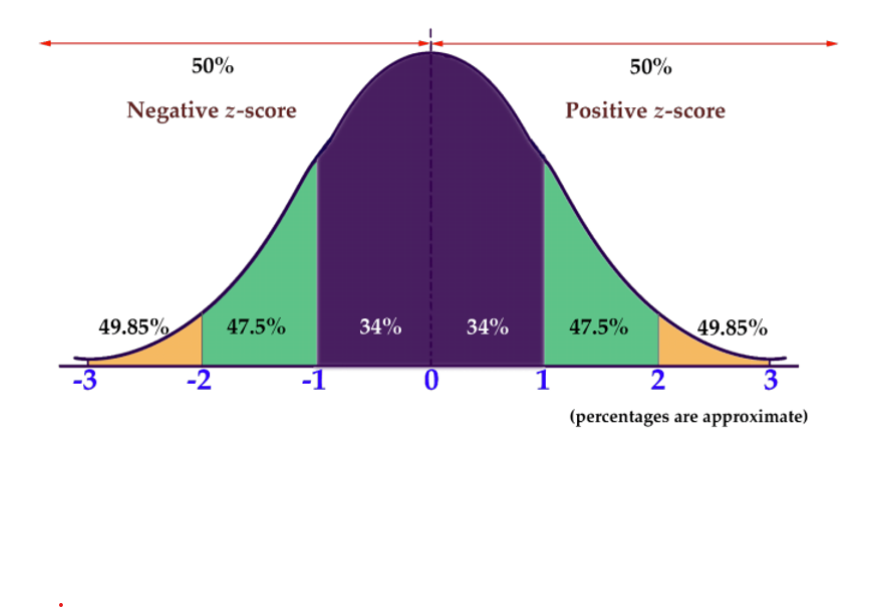 50% 50%
Negative z-score Positive z-score
49.85% 47.5% 34% 34% 47.5% 49.85%
-3 -2 -1 0 1 2 3
(percentages are approximate)